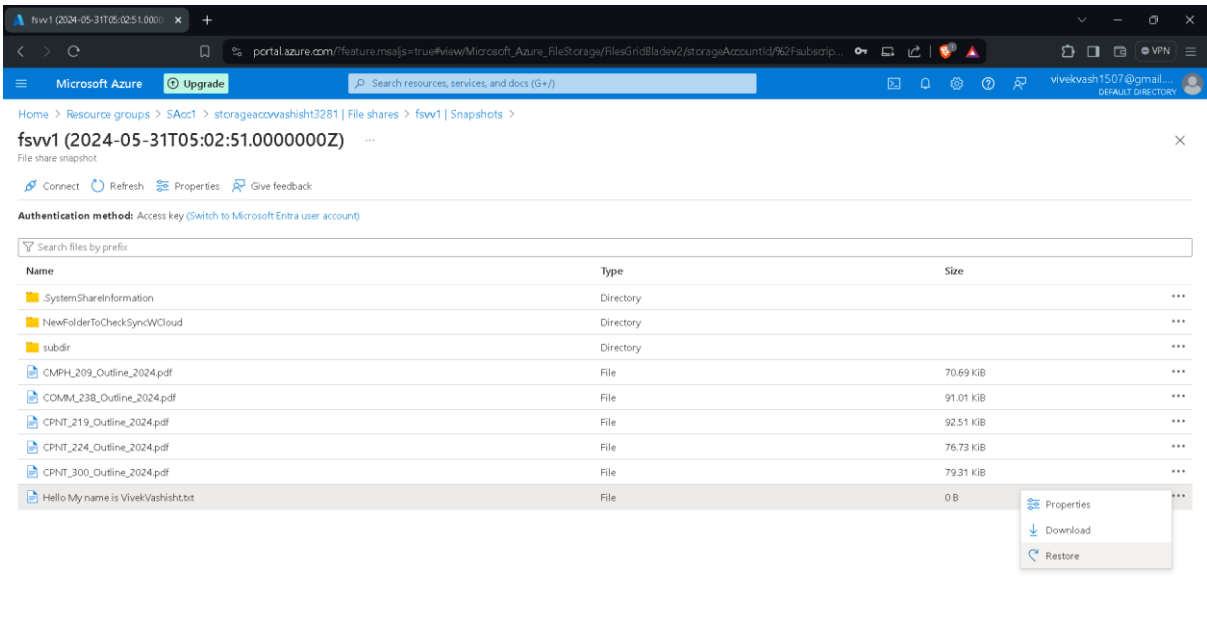 fsvv1 (2024-05-31T05:02:51.0000
portal.azure.com/?feature.msaljs=true#view/Microsoft_Azure_FileStorage/FilesGridBladev2/storageAccountId/%2Fsubscrip... VPN
Microsoft Azure Upgrade Search resources, services, and docs (G+/) vivekvash1507@gmail....
DEFAULT DIRECTORY
Home > Resource groups > SAcc1 > storageaccvvashisht3281 | File shares > fsvv1 | Snapshots >
fsvv1 (2024-05-31T05:02:51.0000000Z) ...
File share snapshot
Connect Refresh Properties Give feedback
Authentication method: Access key (Switch to Microsoft Entra user account)
Search files by prefix
Name Type Size
.SystemShareInformation Directory
NewFolderToCheckSyncWCloud Directory
subdir Directory
CMPH_209_Outline_2024.pdf File 70.69 KiB
COMM_238_Outline_2024.pdf File 91.01 KiB
CPNT_219_Outline_2024.pdf File 92.51 KiB
CPNT_224_Outline_2024.pdf File 76.73 KiB
CPNT_300_Outline_2024.pdf File 79.31 KiB
Hello My name is VivekVashisht.txt File 0 B
Properties
Download
Restore